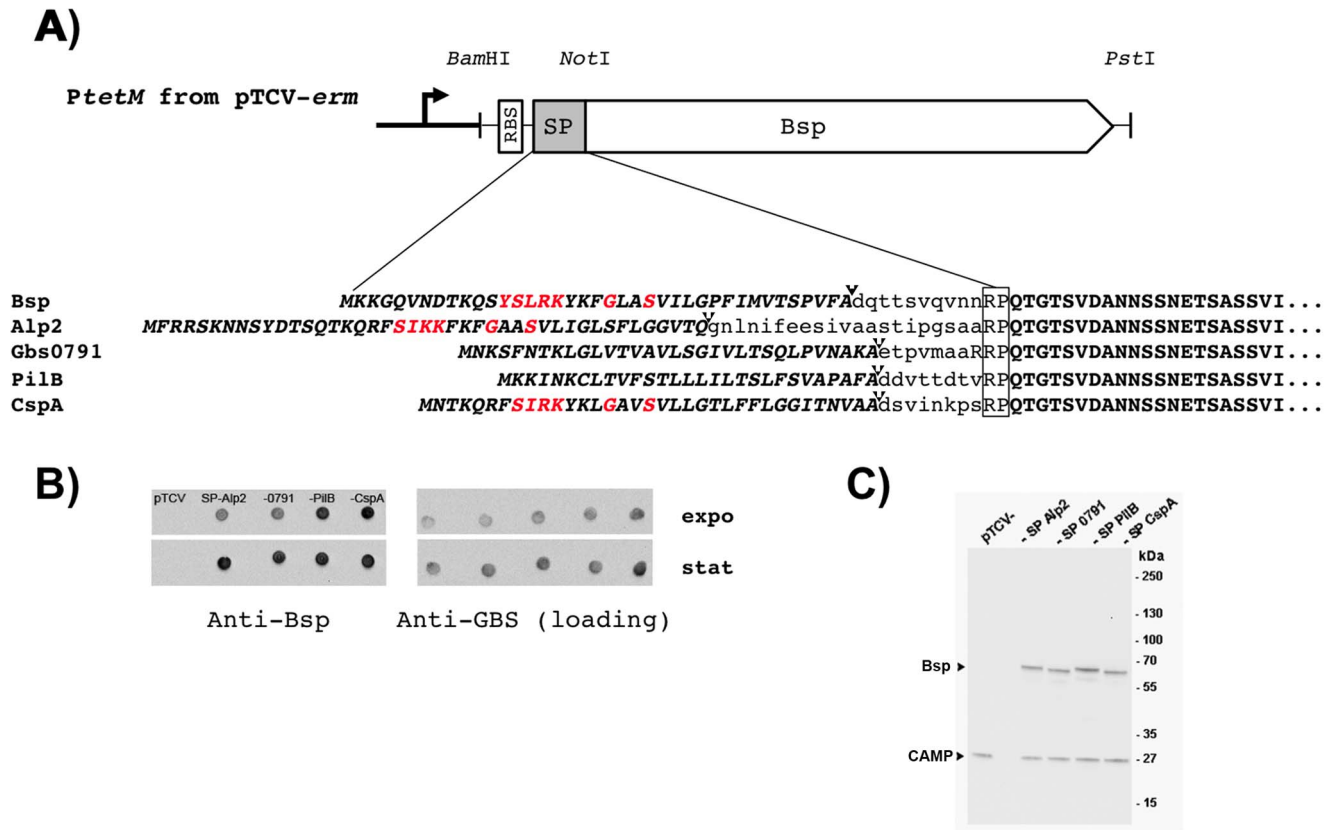 A)
BamHI NotI PstI
PtetM from pTCV-erm
RBS SP Bsp
Bsp MKKGQVNDTKQSYSLRKYKFGLASVILGPFIMVTSPVFAdqttsvqvnnRPQTGTSVDANNSSNETSASSVI...
Alp2 MFRRSKNNSYDTSQTKQRFSIKKFKFGAASVLIGLSFLGGVTQgnlnifeesivaastipgsaaRPQTGTSVDANNSSNETSASSVI...
Gbs0791 MNKSFNTKLGLVTVAVLSGIVLTSQLPVNAKAetpvmaaRRPQTGTSVDANNSSNETSASSVI...
PilB MKKINKCLTVFSTLLLILTSLFSVAPAFAddvttdtvRPQTGTSVDANNSSNETSASSVI...
CspA MNTKQRFSIRKYKLGAVSVLLGTLFFLGGITNVAAdsvinkpsRPQTGTSVDANNSSNETSASSVI...
B)
pTCV SP-Alp2 -0791 -PilB -CspA
expo
stat
Anti-Bsp Anti-GBS (loading)
C)
pTCV- - SP Alp2 - SP 0791 - SP PilB - SP CspA
kDa
- 250
- 130
- 100
Bsp - 70
- 55
- 35
CAMP - 27
- 15